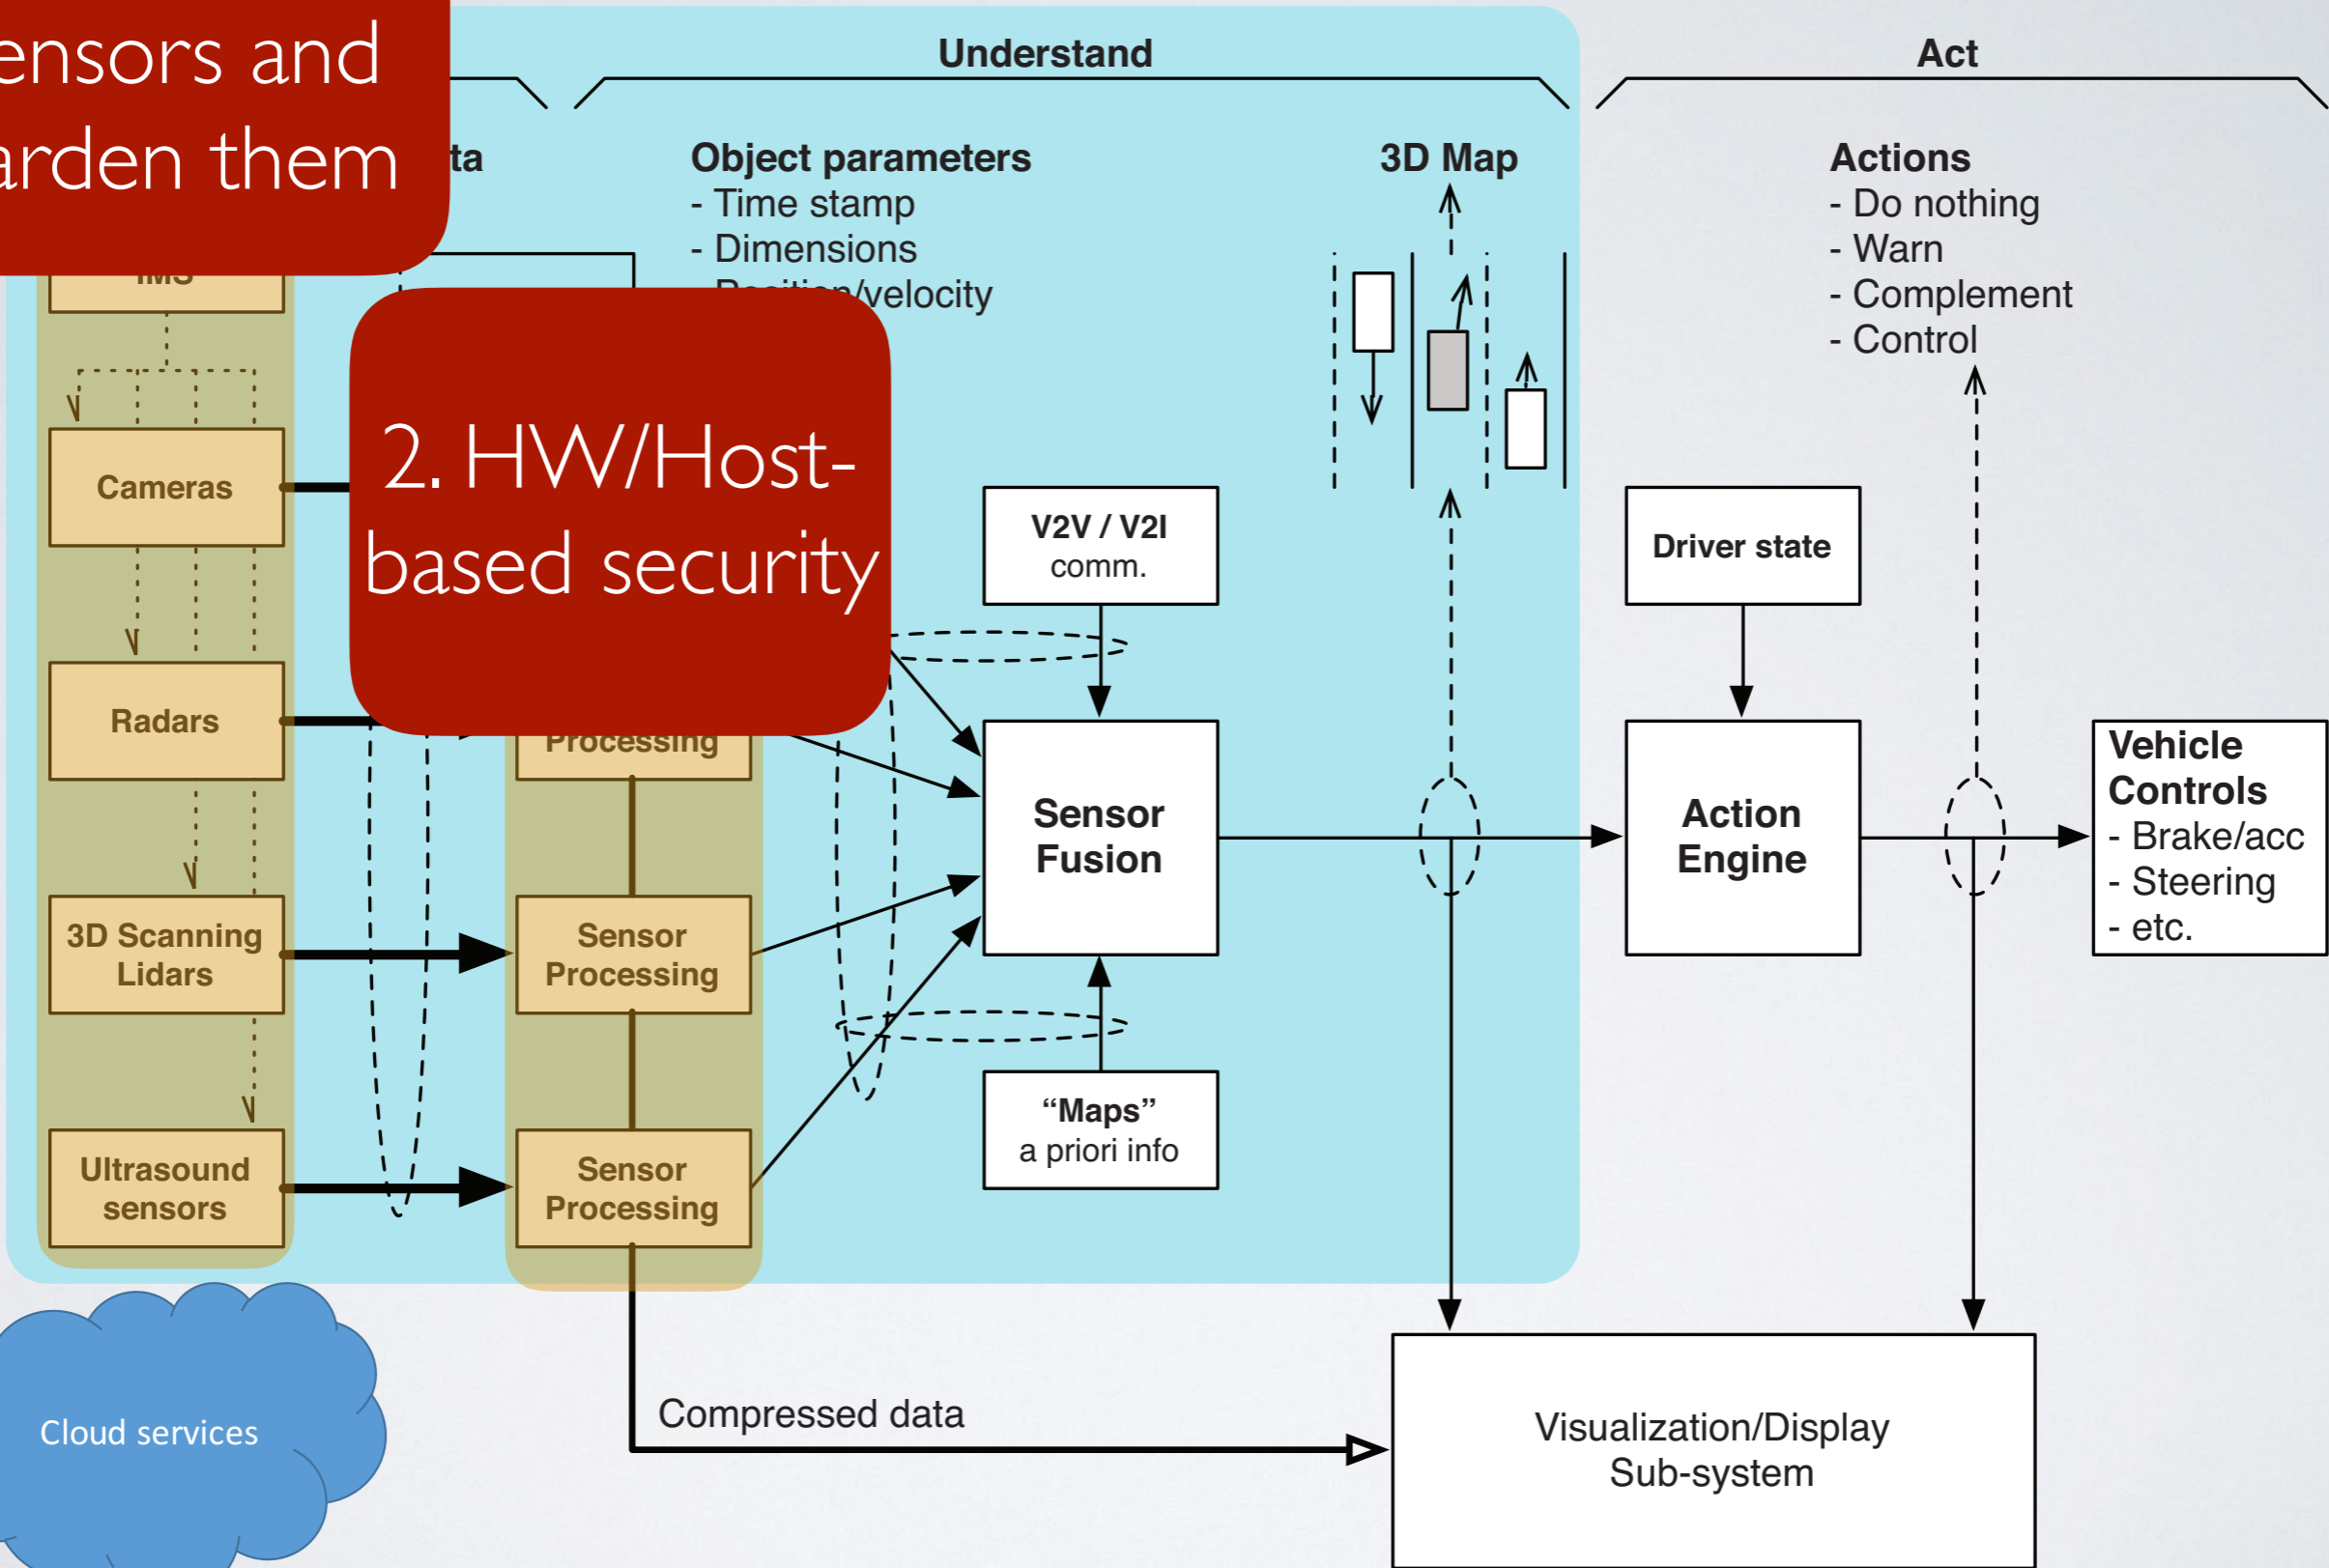 ensors and
arden them
Understand
Act
ta
Object parameters
- Time stamp
- Dimensions
- Position/velocity
3D Map
Actions
- Do nothing
- Warn
- Complement
- Control
IMS
2. HW/Host-
based security
Cameras
V2V / V2I
comm.
Driver state
Radars
Processing
Sensor
Fusion
Action
Engine
Vehicle
Controls
- Brake/acc
- Steering
- etc.
3D Scanning
Lidars
Sensor
Processing
"Maps"
a priori info
Ultrasound
sensors
Sensor
Processing
Cloud services
Compressed data
Visualization/Display
Sub-system